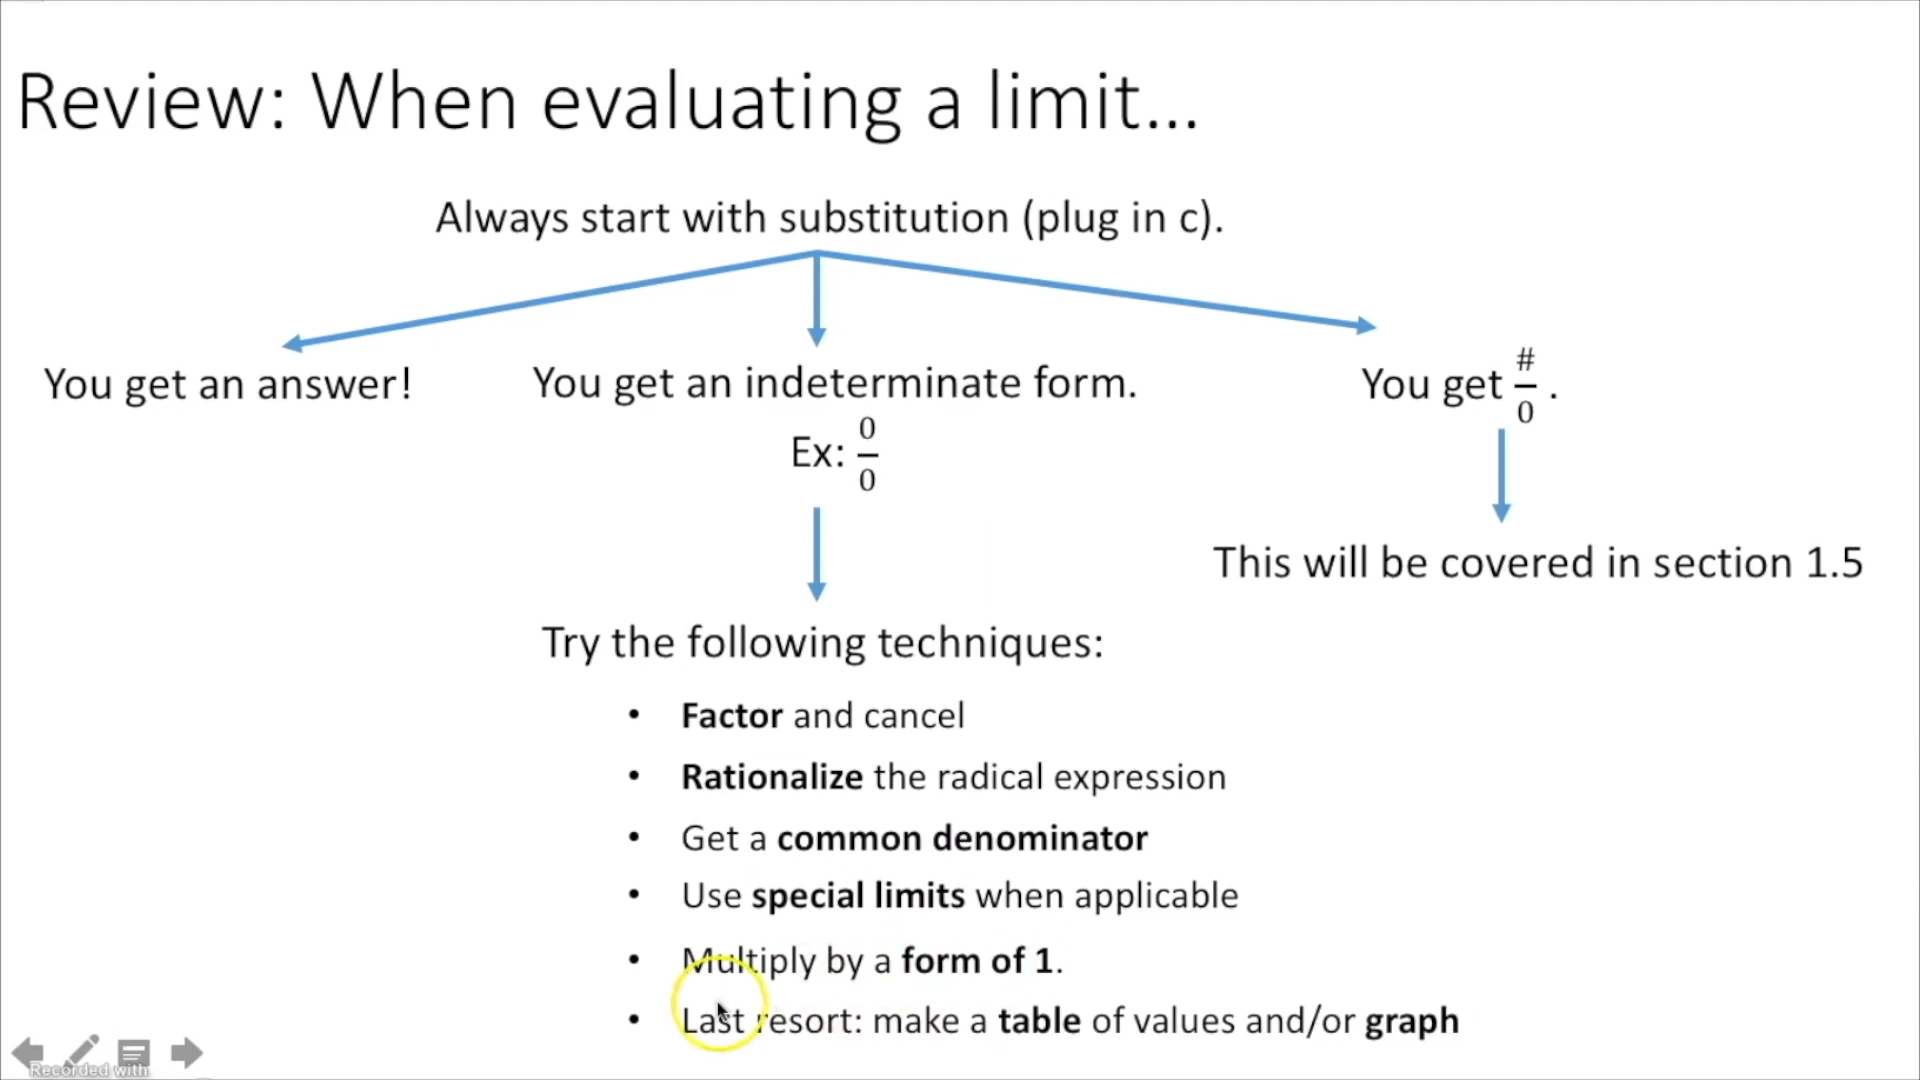 Review: When evaluating a limit...
Always start with substitution (plug in c).
You get an answer!
You get an indeterminate form.
Ex: 0/0
You get #/0 .
This will be covered in section 1.5
Try the following techniques:
• Factor and cancel
• Rationalize the radical expression
• Get a common denominator
• Use special limits when applicable
• Multiply by a form of 1.
• Last resort: make a table of values and/or graph
Recorded with